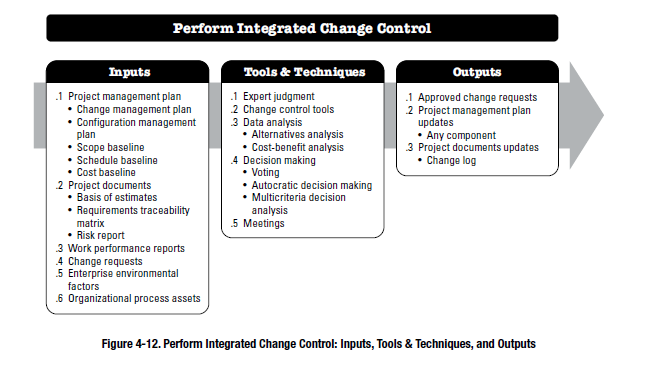 Perform Integrated Change Control
Inputs
.1 Project management plan
• Change management plan
• Configuration management
plan
• Scope baseline
• Schedule baseline
• Cost baseline
.2 Project documents
• Basis of estimates
• Requirements traceability
matrix
• Risk report
.3 Work performance reports
.4 Change requests
.5 Enterprise environmental
factors
.6 Organizational process assets
Tools & Techniques
.1 Expert judgment
.2 Change control tools
.3 Data analysis
• Alternatives analysis
• Cost-benefit analysis
.4 Decision making
• Voting
• Autocratic decision making
• Multicriteria decision
analysis
.5 Meetings
Outputs
.1 Approved change requests
.2 Project management plan
updates
• Any component
.3 Project documents updates
• Change log
Figure 4-12. Perform Integrated Change Control: Inputs, Tools & Techniques, and Outputs